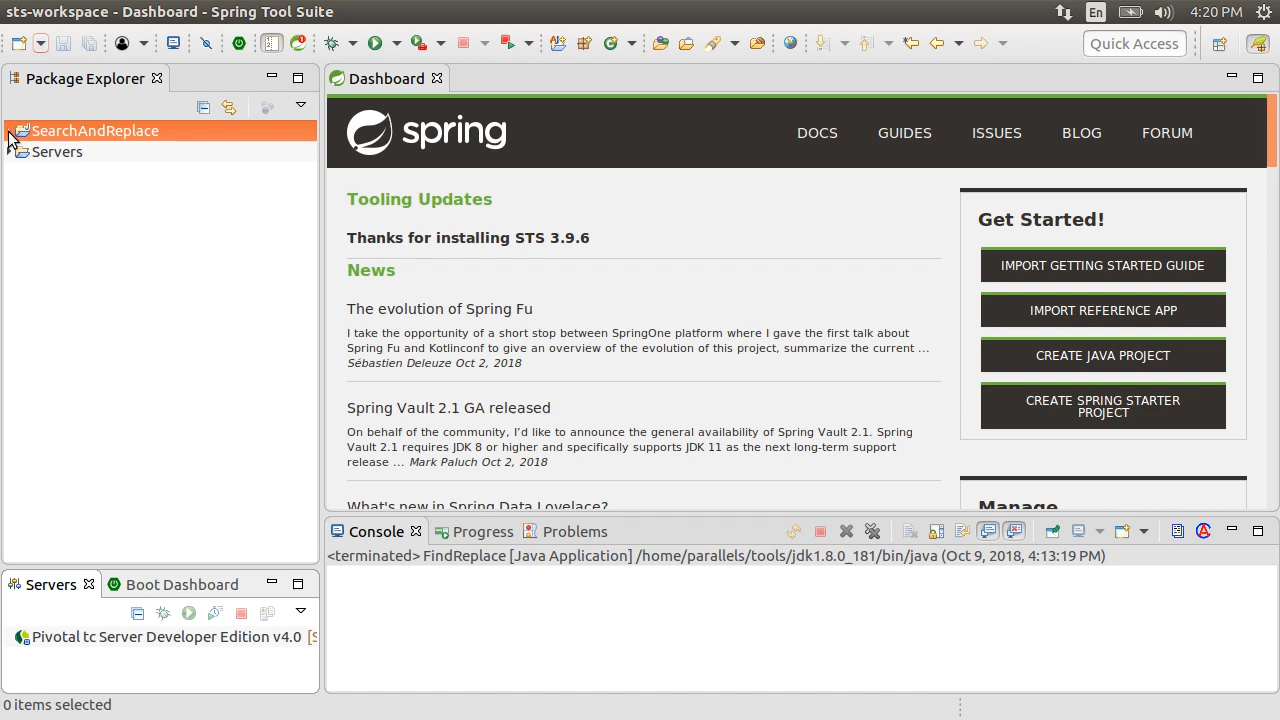 sts-workspace - Dashboard - Spring Tool Suite
En
4:20 PM
Quick Access
Package Explorer
SearchAndReplace
Servers
Dashboard
spring
DOCS
GUIDES
ISSUES
BLOG
FORUM
Tooling Updates
Thanks for installing STS 3.9.6
News
The evolution of Spring Fu
I take the opportunity of a short stop between SpringOne platform where I gave the first talk about
Spring Fu and Kotlinconf to give an overview of the evolution of this project, summarize the current ...
Sébastien Deleuze Oct 2, 2018
Spring Vault 2.1 GA released
On behalf of the community, I'd like to announce the general availability of Spring Vault 2.1. Spring
Vault 2.1 requires JDK 8 or higher and specifically supports JDK 11 as the next long-term support
release ... Mark Paluch Oct 2, 2018
What's new in Spring Data Lovelace?
Get Started!
IMPORT GETTING STARTED GUIDE
IMPORT REFERENCE APP
CREATE JAVA PROJECT
CREATE SPRING STARTER
PROJECT
Manage
Servers
Boot Dashboard
Pivotal tc Server Developer Edition v4.0 [S
Console
Progress
Problems
<terminated> FindReplace [Java Application] /home/parallels/tools/jdk1.8.0_181/bin/java (Oct 9, 2018, 4:13:19 PM)
0 items selected